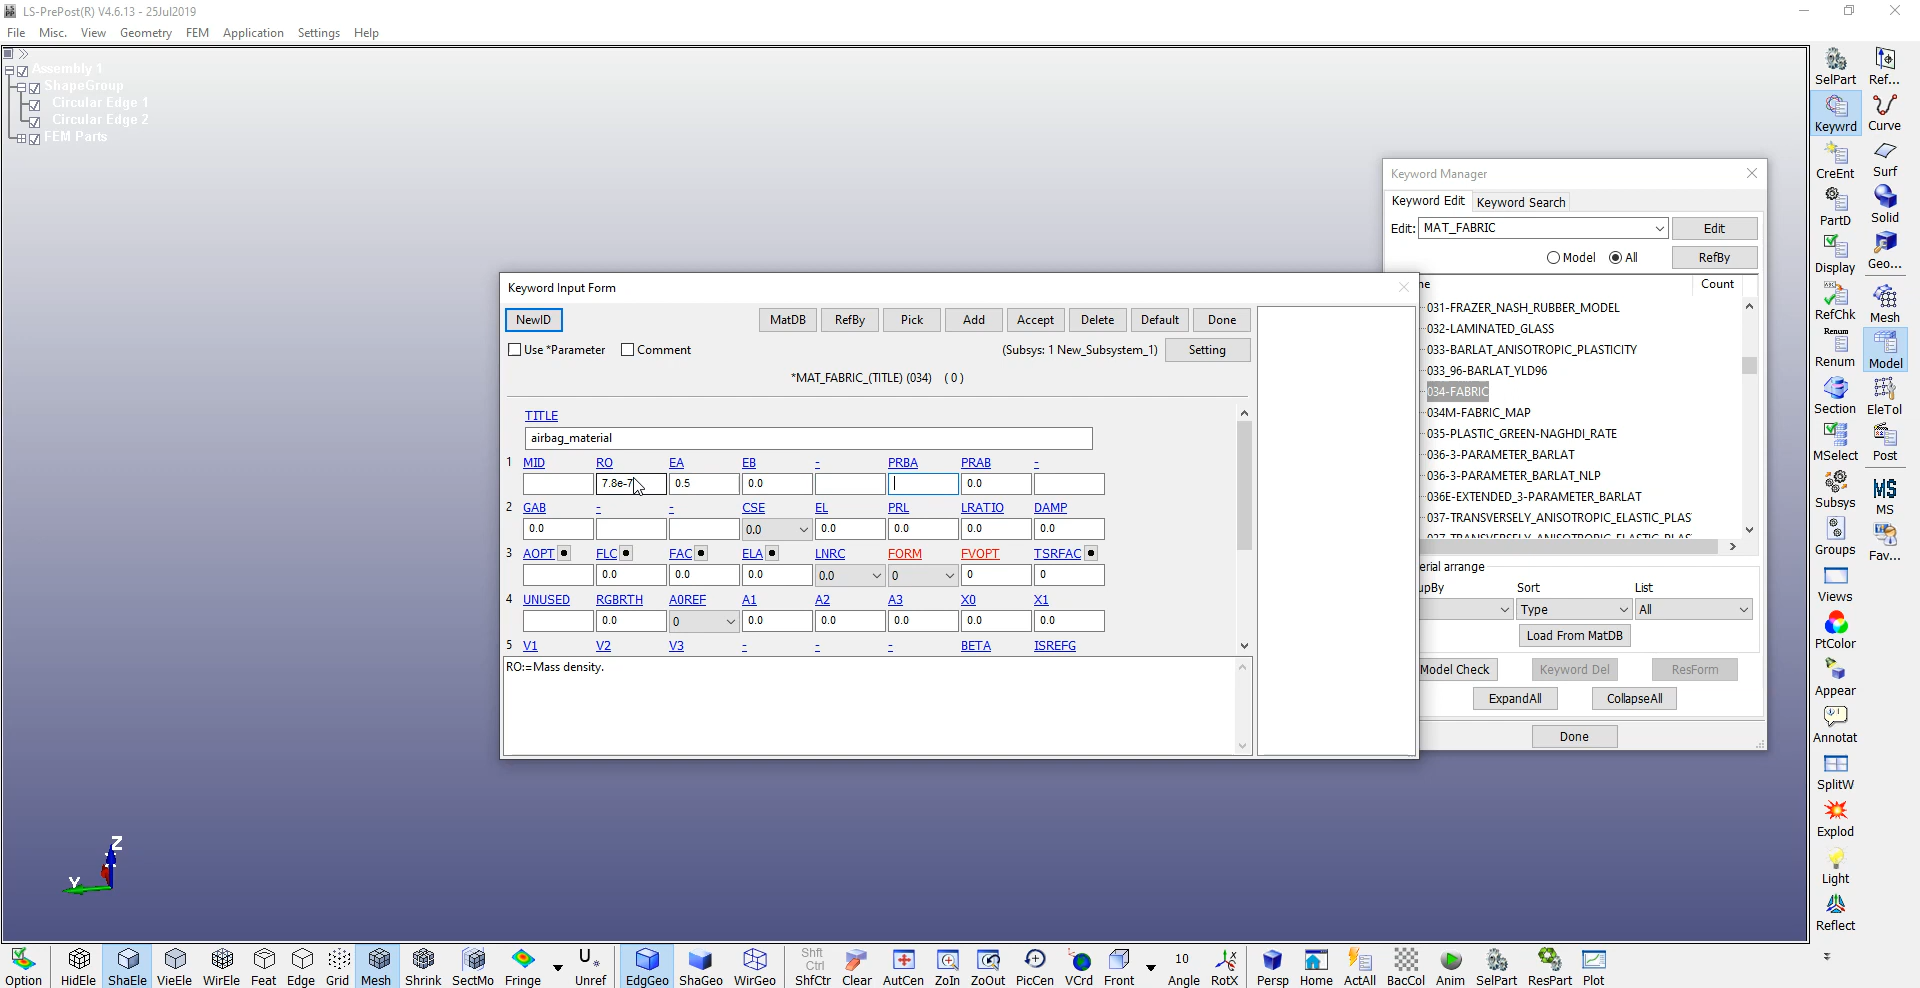 LS-PrePost(R) V4.6.13 - 25Jul2019
File Misc. View Geometry FEM Application Settings Help
Assembly 1
ShapeGroup
Circular Edge 1
Circular Edge 2
FEM Parts
Keyword Input Form
NewID MatDB RefBy Pick Add Accept Delete Default Done
Use *Parameter Comment (Subsys: 1 New_Subsystem_1) Setting
*MAT_FABRIC_(TITLE) (034) ( 0 )
TITLE
airbag_material
1 MID RO EA EB - PRBA PRAB -
7.8e-7 0.5 0.0 0.0
2 GAB - - CSE EL PRL LRATIO DAMP
0.0 0.0 0.0 0.0 0.0 0.0
3 AOPT FLC FAC ELA LNRC FORM FVOPT TSRFAC
0.0 0.0 0.0 0.0 0 0 0
4 UNUSED RGBRTH A0REF A1 A2 A3 X0 X1
0.0 0 0.0 0.0 0.0 0.0 0.0
5 V1 V2 V3 - - - BETA ISREFG
RO:=Mass density.
Keyword Manager
Keyword Edit Keyword Search
Edit: MAT_FABRIC Edit
Model All RefBy
Count
031-FRAZER_NASH_RUBBER_MODEL
032-LAMINATED_GLASS
033-BARLAT_ANISOTROPIC_PLASTICITY
033_96-BARLAT_YLD96
034-FABRIC
034M-FABRIC_MAP
035-PLASTIC_GREEN-NAGHDI_RATE
036-3-PARAMETER_BARLAT
036-3-PARAMETER_BARLAT_NLP
036E-EXTENDED_3-PARAMETER_BARLAT
037-TRANSVERSELY_ANISOTROPIC_ELASTIC_PLAS
erial arrange
upBy Sort List
Type All
Load From MatDB
Model Check Keyword Del ResForm
ExpandAll CollapseAll
Done
SelPart Ref...
Keywrd Curve
CreEnt Surf
PartD Solid
Display Geo...
RefChk Mesh
Renum Model
Section EleTol
MSelect Post
Subsys MS
Groups Fav...
Views
PtColor
Appear
Annotat
SplitW
Explod
Light
Reflect
Z
Y
Option HidEle ShaEle VieEle WirEle Feat Edge Grid Mesh Shrink SectMo Fringe Unref EdgGeo ShaGeo WirGeo ShfCtr Clear AutCen ZoIn ZoOut PicCen VCrd Front Angle RotX Persp Home ActAll BacCol Anim SelPart ResPart Plot